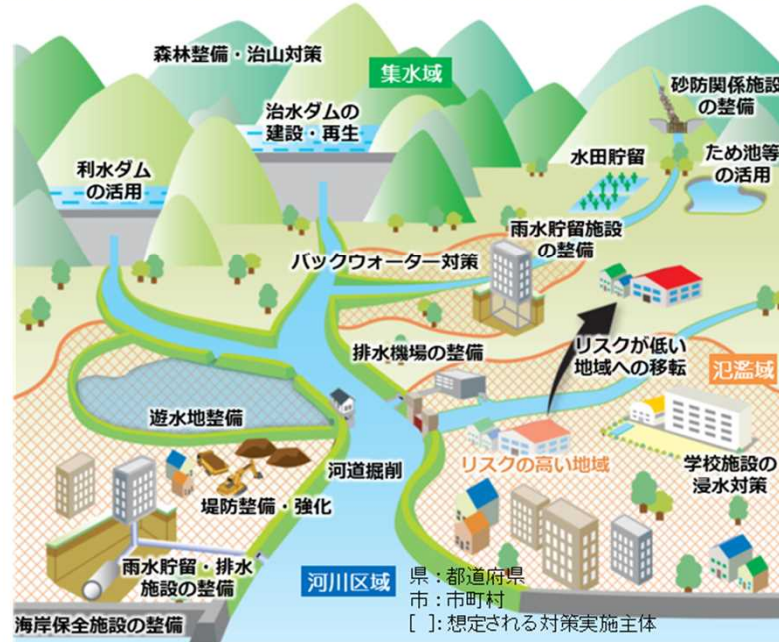 森林整備・治山対策
集水域
砂防関係施設
の整備
治水ダムの
建設・再生
利水ダム
の活用
水田貯留
ため池等
の活用
雨水貯留施設
の整備
バックウォーター対策
排水機場の整備
リスクが低い
地域への移転
氾濫域
遊水地整備
リスクの高い地域
学校施設の
浸水対策
河道掘削
堤防整備・強化
雨水貯留・排水
施設の整備
河川区域
県：都道府県
市：市町村
[ ]：想定される対策実施主体
海岸保全施設の整備